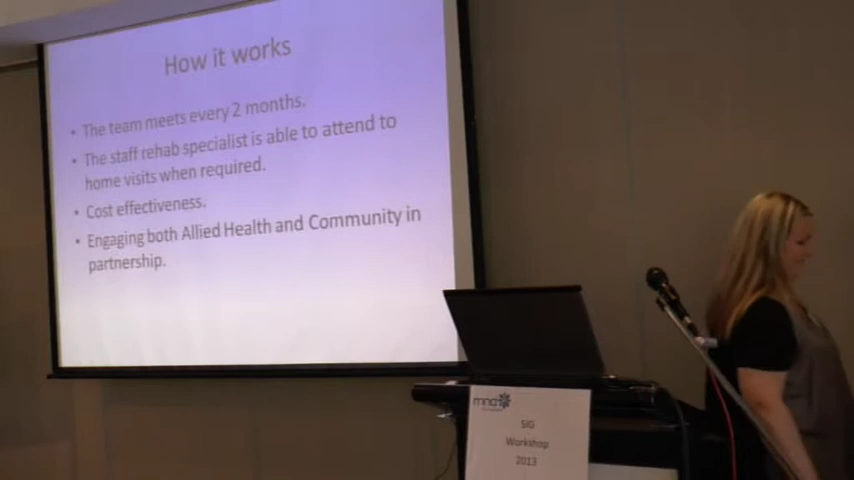 How it works
• The team meets every 2 months.
• The staff rehab specialist is able to attend to
home visits when required.
• Cost effectiveness.
• Engaging both Allied Health and Community in
partnership.
mnd
SIG
Workshop
2013